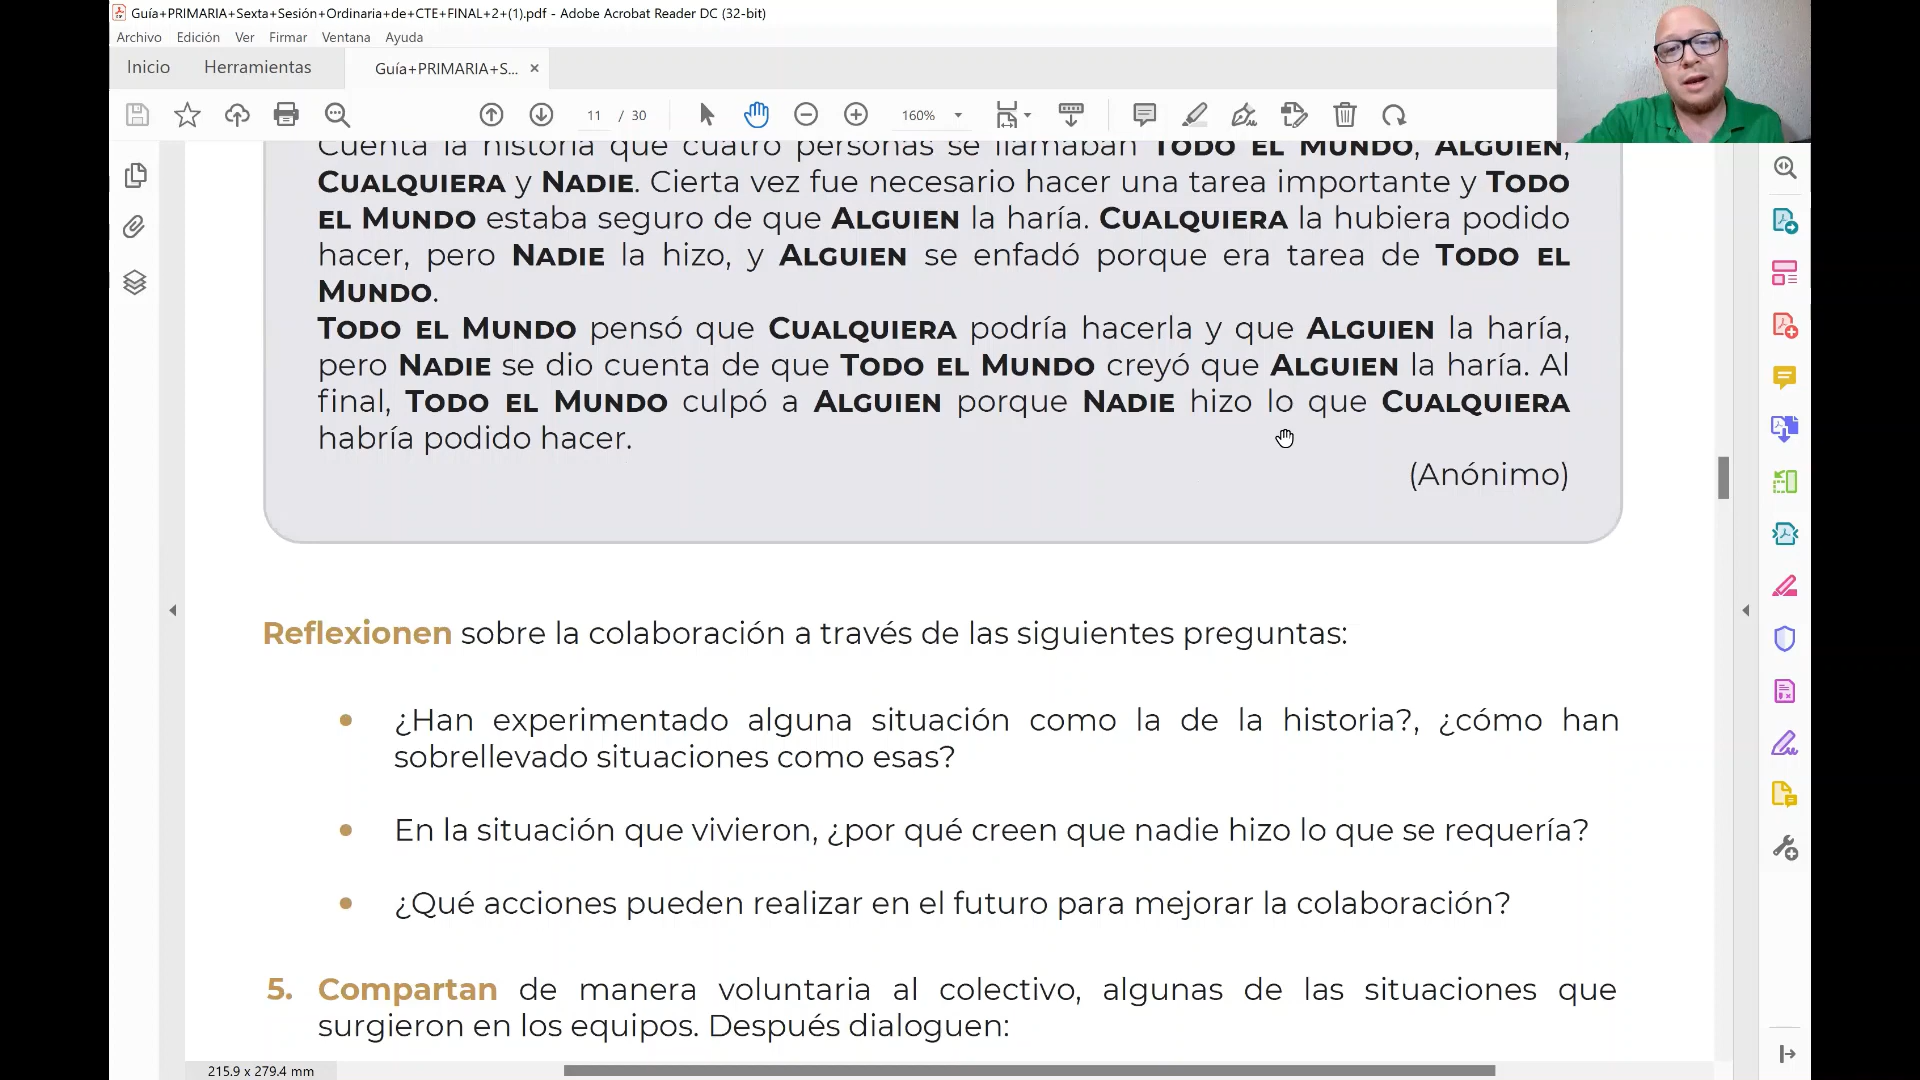 Guía+PRIMARIA+Sexta+Sesión+Ordinaria+de+CTE+FINAL+2+(1).pdf - Adobe Acrobat Reader DC (32-bit)
Archivo Edición Ver Firmar Ventana Ayuda
Inicio Herramientas Guía+PRIMARIA+S... ×
11 / 30 160%
Cuenta la historia que cuatro personas se llamaban TODO EL MUNDO, ALGUIEN,
CUALQUIERA y NADIE. Cierta vez fue necesario hacer una tarea importante y TODO
EL MUNDO estaba seguro de que ALGUIEN la haría. CUALQUIERA la hubiera podido
hacer, pero NADIE la hizo, y ALGUIEN se enfadó porque era tarea de TODO EL
MUNDO.
TODO EL MUNDO pensó que CUALQUIERA podría hacerla y que ALGUIEN la haría,
pero NADIE se dio cuenta de que TODO EL MUNDO creyó que ALGUIEN la haría. Al
final, TODO EL MUNDO culpó a ALGUIEN porque NADIE hizo lo que CUALQUIERA
habría podido hacer.
(Anónimo)
Reflexionen sobre la colaboración a través de las siguientes preguntas:
• ¿Han experimentado alguna situación como la de la historia?, ¿cómo han
sobrellevado situaciones como esas?
• En la situación que vivieron, ¿por qué creen que nadie hizo lo que se requería?
• ¿Qué acciones pueden realizar en el futuro para mejorar la colaboración?
5. Compartan de manera voluntaria al colectivo, algunas de las situaciones que
surgieron en los equipos. Después dialoguen:
215.9 x 279.4 mm